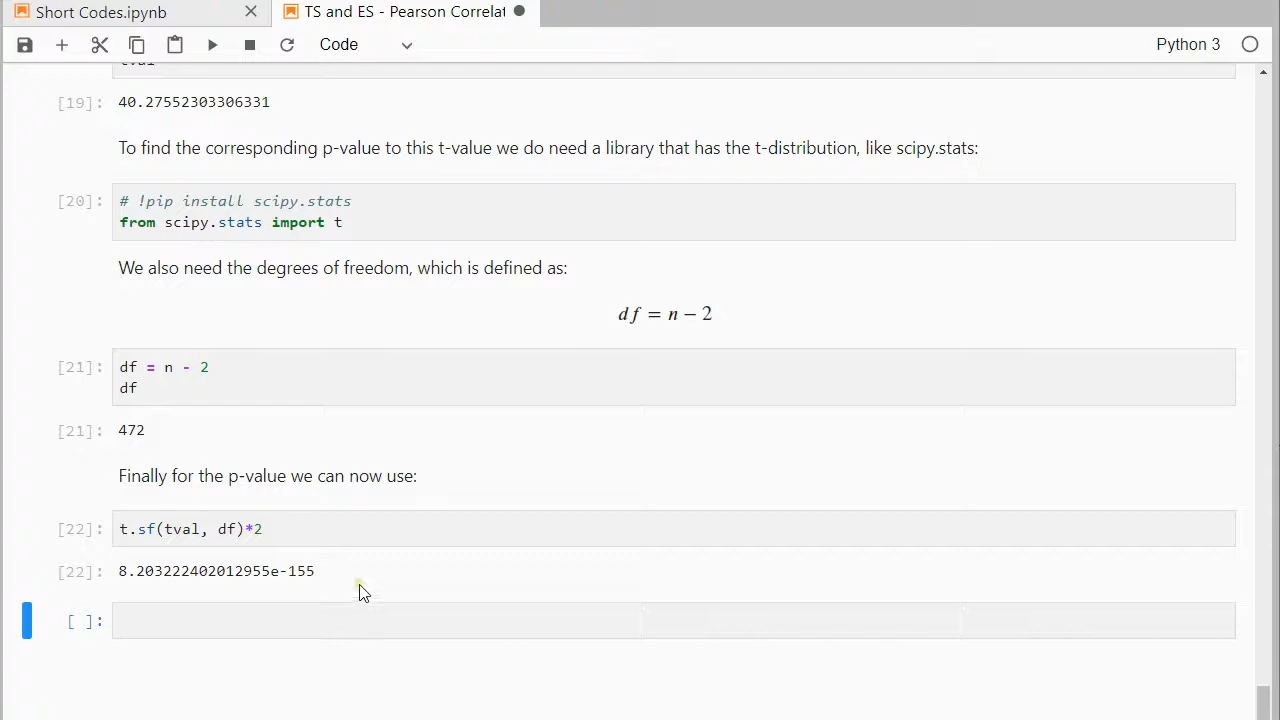 Short Codes.ipynb
TS and ES - Pearson Correlat
Code
Python 3
tval
[19]:
40.27552303306331
To find the corresponding p-value to this t-value we do need a library that has the t-distribution, like scipy.stats:
[20]:
# !pip install scipy.stats
from scipy.stats import t
We also need the degrees of freedom, which is defined as:
df = n − 2
[21]:
df = n - 2
df
[21]:
472
Finally for the p-value we can now use:
[22]:
t.sf(tval, df)*2
[22]:
8.203222402012955e-155
[ ]: